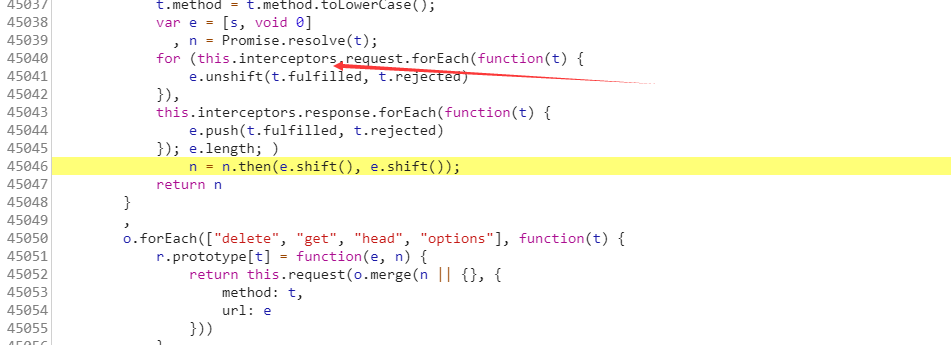 45037 t.method = t.method.toLowerCase();
45038 var e = [s, void 0]
45039 , n = Promise.resolve(t);
45040 for (this.interceptors.request.forEach(function(t) {
45041 e.unshift(t.fulfilled, t.rejected)
45042 }),
45043 this.interceptors.response.forEach(function(t) {
45044 e.push(t.fulfilled, t.rejected)
45045 }); e.length; )
45046 n = n.then(e.shift(), e.shift());
45047 return n
45048 }
45049 ,
45050 o.forEach(["delete", "get", "head", "options"], function(t) {
45051 r.prototype[t] = function(e, n) {
45052 return this.request(o.merge(n || {}, {
45053 method: t,
45054 url: e
45055 }))
45056 }